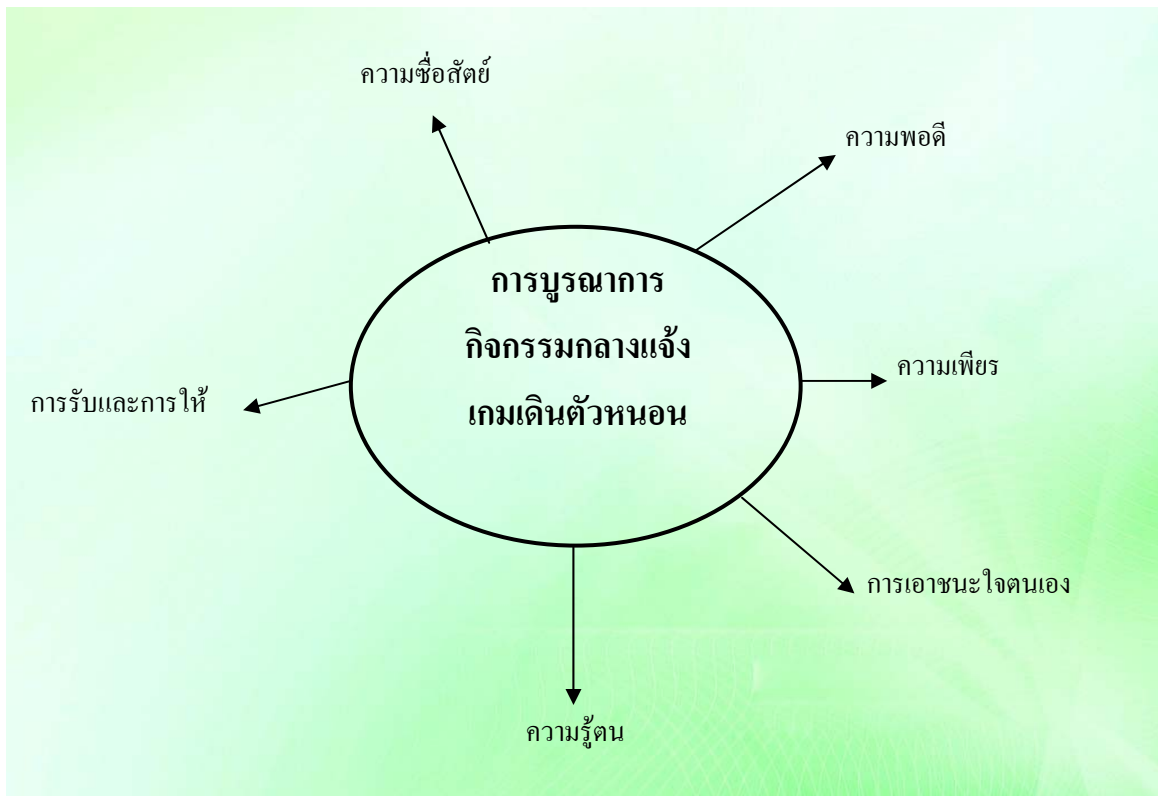 ความซื่อสัตย์
ความพอดี
การบูรณาการ
กิจกรรมกลางแจ้ง
เกมเดินตัวหนอน
ความเพียร
การรับและการให้
การเอาชนะใจตนเอง
ความรู้ตน